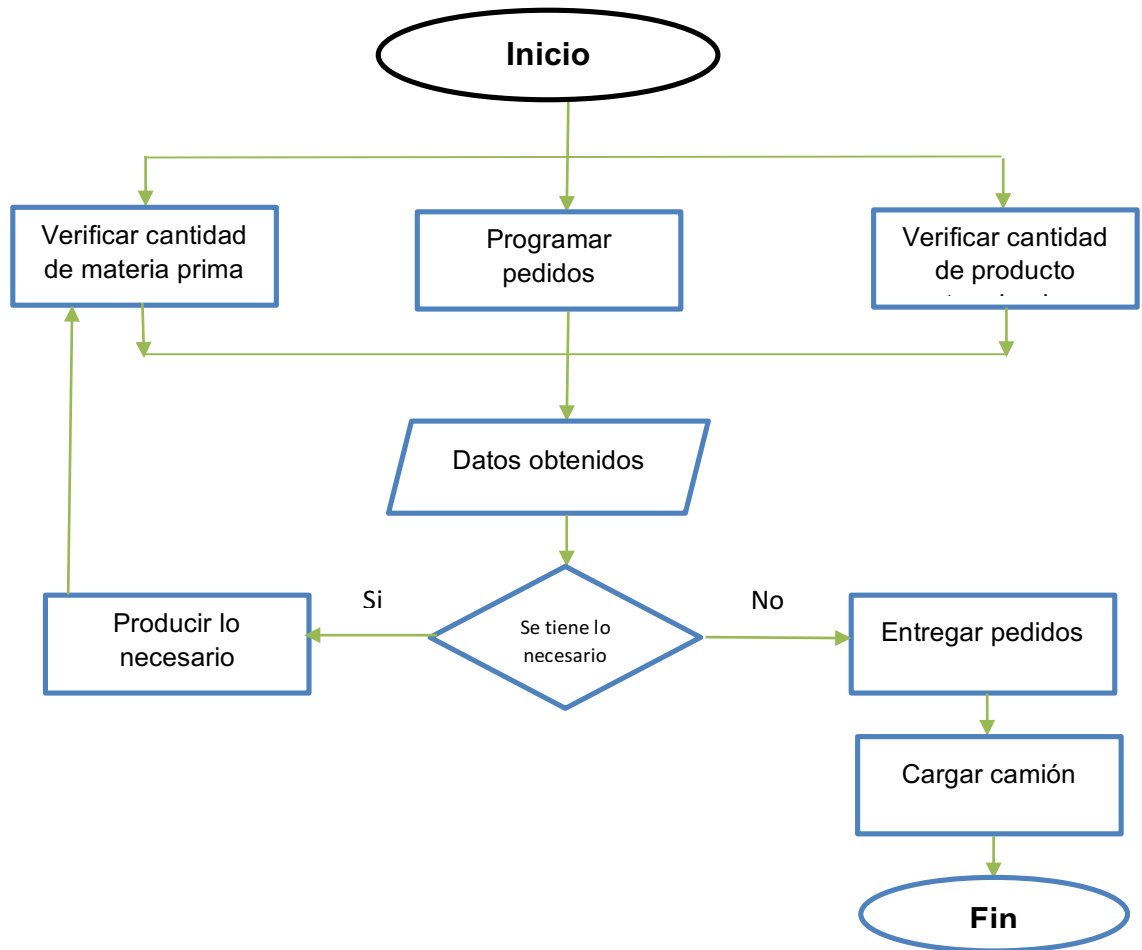 Inicio
Verificar cantidad
de materia prima
Programar
pedidos
Verificar cantidad
de producto
Datos obtenidos
Si
No
Se tiene lo
necesario
Producir lo
necesario
Entregar pedidos
Cargar camión
Fin